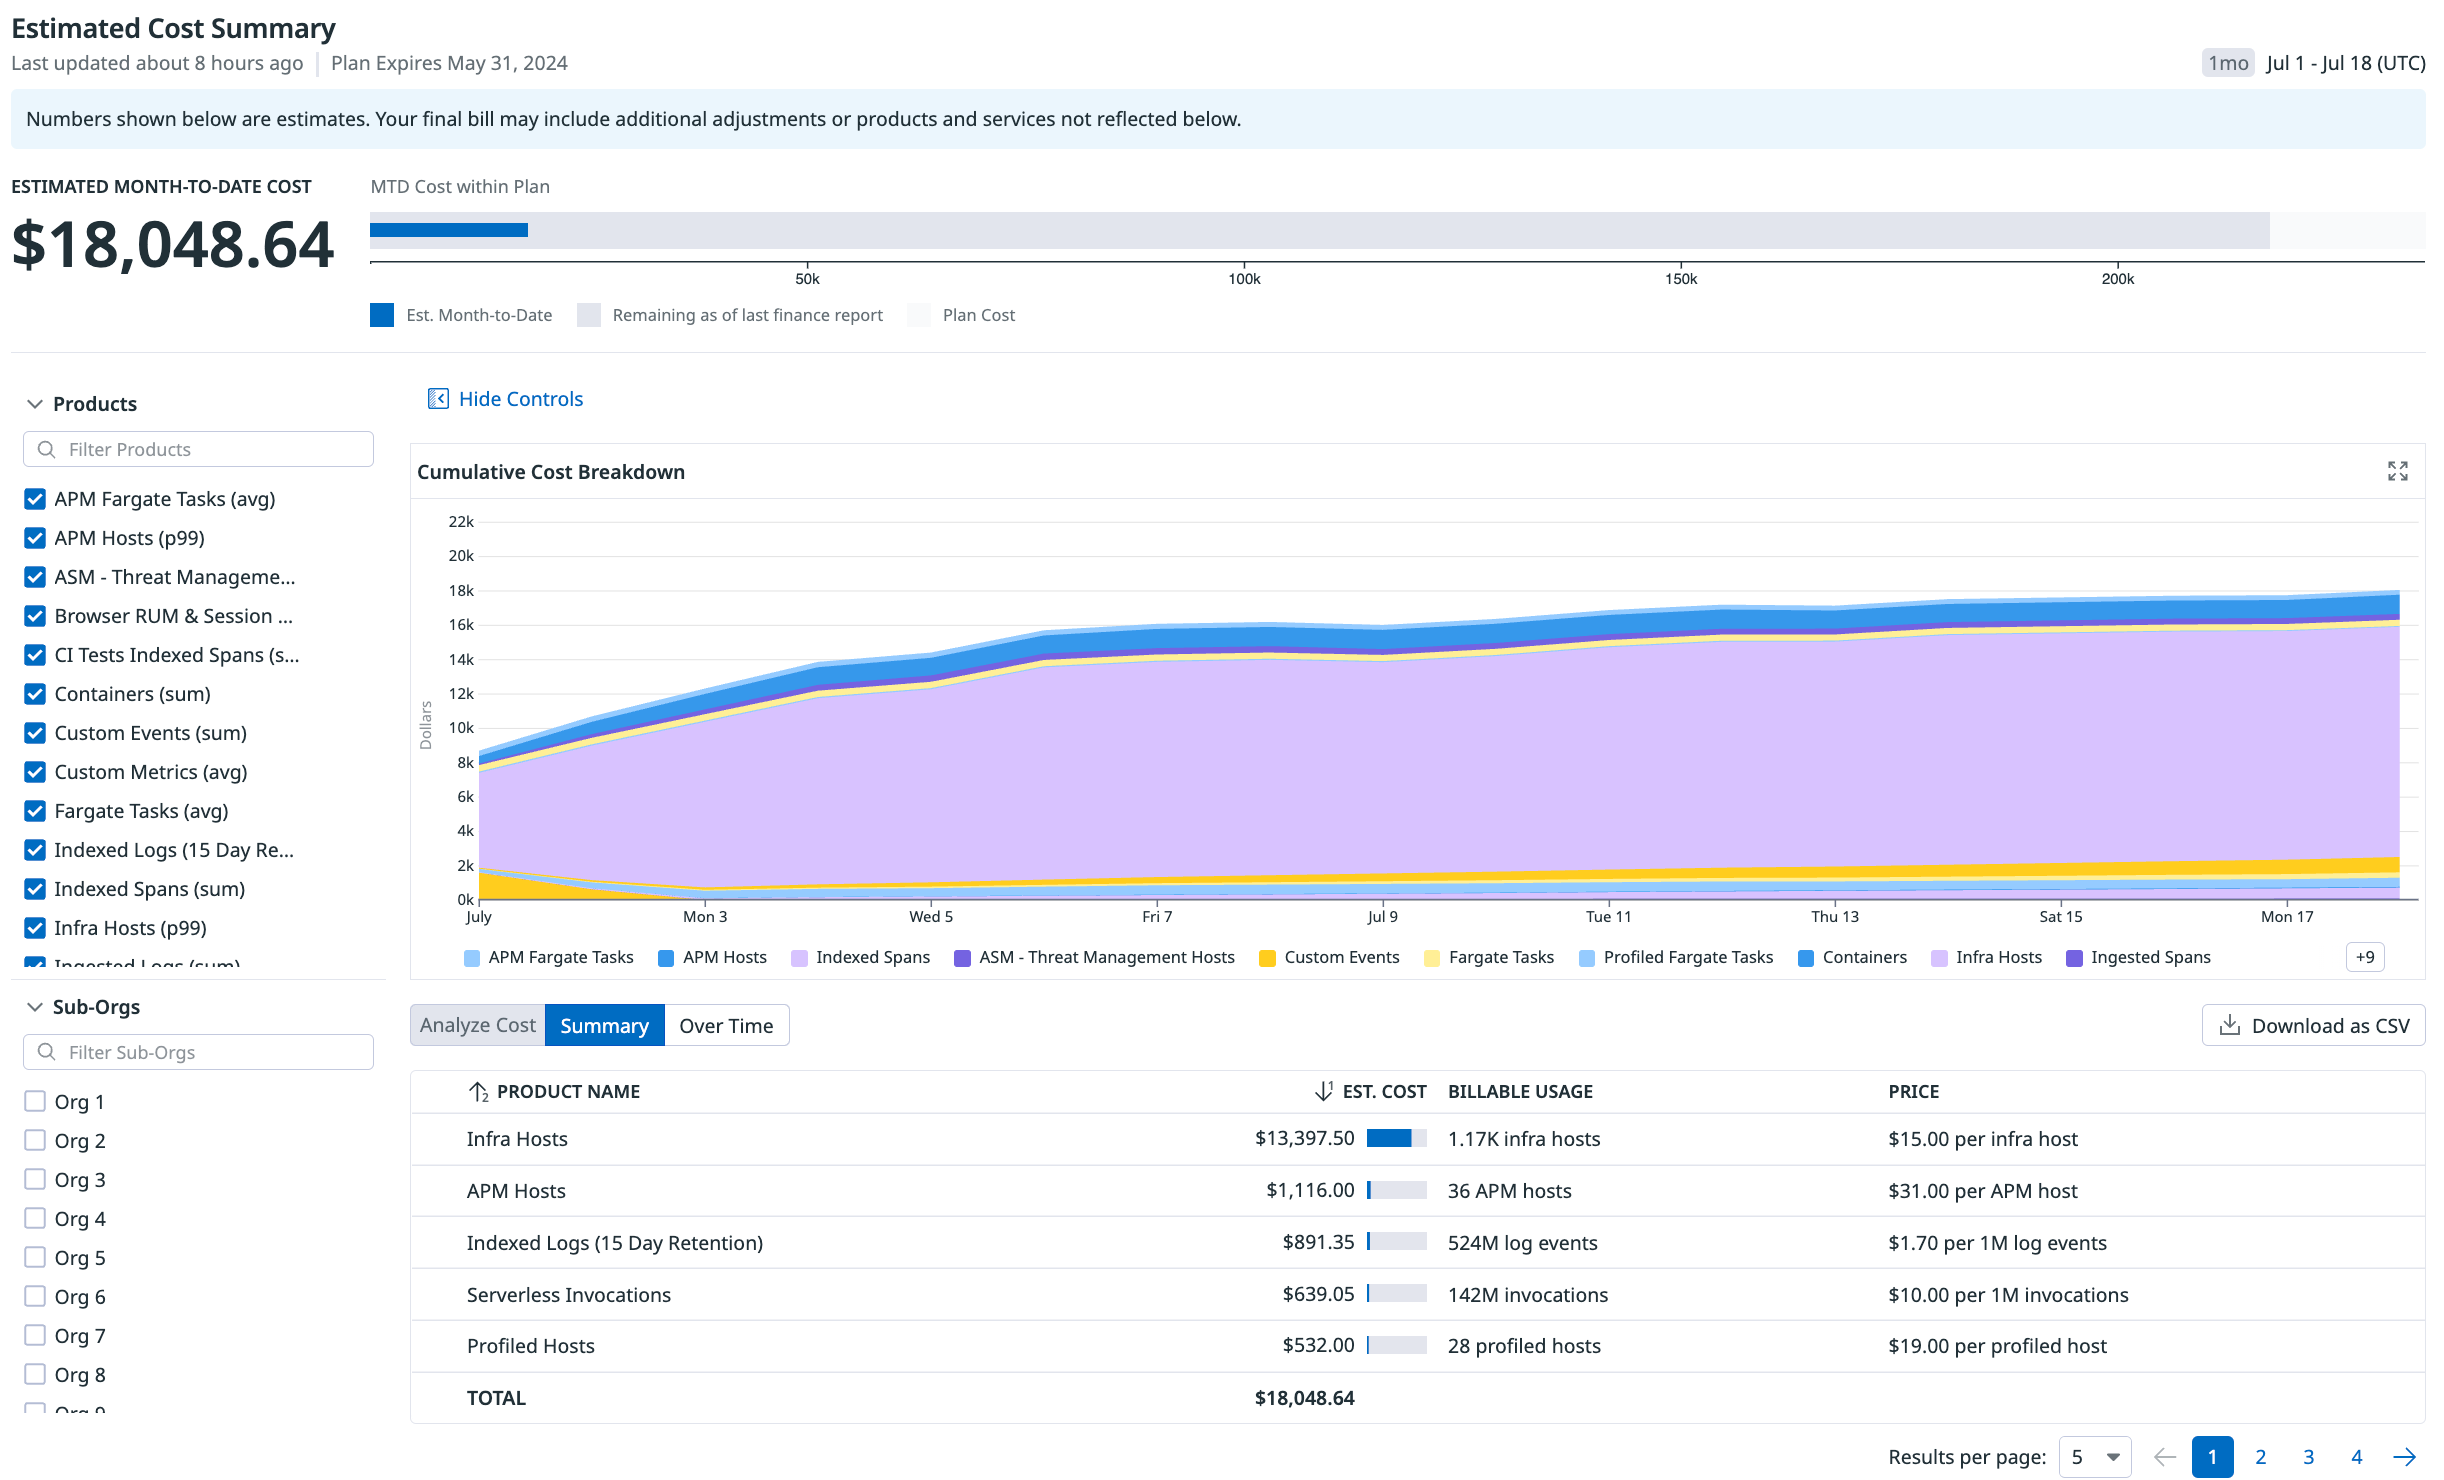 Estimated Cost Summary
Last updated about 8 hours ago | Plan Expires May 31, 2024
1mo Jul 1 - Jul 18 (UTC)
Numbers shown below are estimates. Your final bill may include additional adjustments or products and services not reflected below.
ESTIMATED MONTH-TO-DATE COST
$18,048.64
MTD Cost within Plan
50k 100k 150k 200k
Est. Month-to-Date Remaining as of last finance report Plan Cost
Products
Filter Products
APM Fargate Tasks (avg)
APM Hosts (p99)
ASM - Threat Manageme...
Browser RUM & Session ...
CI Tests Indexed Spans (s...
Containers (sum)
Custom Events (sum)
Custom Metrics (avg)
Fargate Tasks (avg)
Indexed Logs (15 Day Re...
Indexed Spans (sum)
Infra Hosts (p99)
Ingested Logs (sum)
Sub-Orgs
Filter Sub-Orgs
Org 1
Org 2
Org 3
Org 4
Org 5
Org 6
Org 7
Org 8
Org 9
Hide Controls
Cumulative Cost Breakdown
Dollars
22k
20k
18k
16k
14k
12k
10k
8k
6k
4k
2k
0k
July Mon 3 Wed 5 Fri 7 Jul 9 Tue 11 Thu 13 Sat 15 Mon 17
APM Fargate Tasks APM Hosts Indexed Spans ASM - Threat Management Hosts Custom Events Fargate Tasks Profiled Fargate Tasks Containers Infra Hosts Ingested Spans +9
Analyze Cost Summary Over Time
Download as CSV
2 PRODUCT NAME 1 EST. COST BILLABLE USAGE PRICE
Infra Hosts $13,397.50 1.17K infra hosts $15.00 per infra host
APM Hosts $1,116.00 36 APM hosts $31.00 per APM host
Indexed Logs (15 Day Retention) $891.35 524M log events $1.70 per 1M log events
Serverless Invocations $639.05 142M invocations $10.00 per 1M invocations
Profiled Hosts $532.00 28 profiled hosts $19.00 per profiled host
TOTAL $18,048.64
Results per page: 5 1 2 3 4